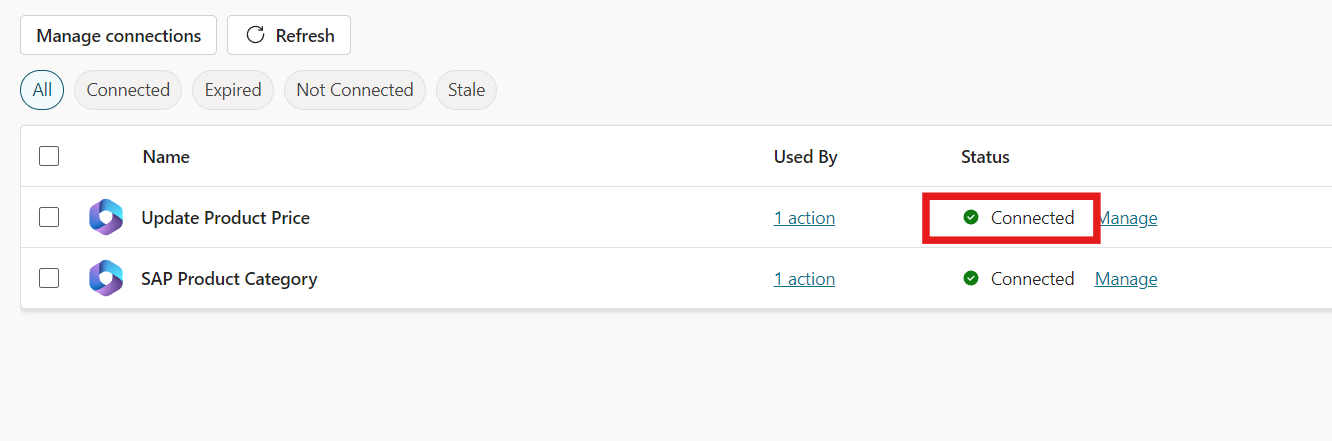 Manage connections Refresh
All Connected Expired Not Connected Stale
Name Used By Status
Update Product Price 1 action Connected Manage
SAP Product Category 1 action Connected Manage